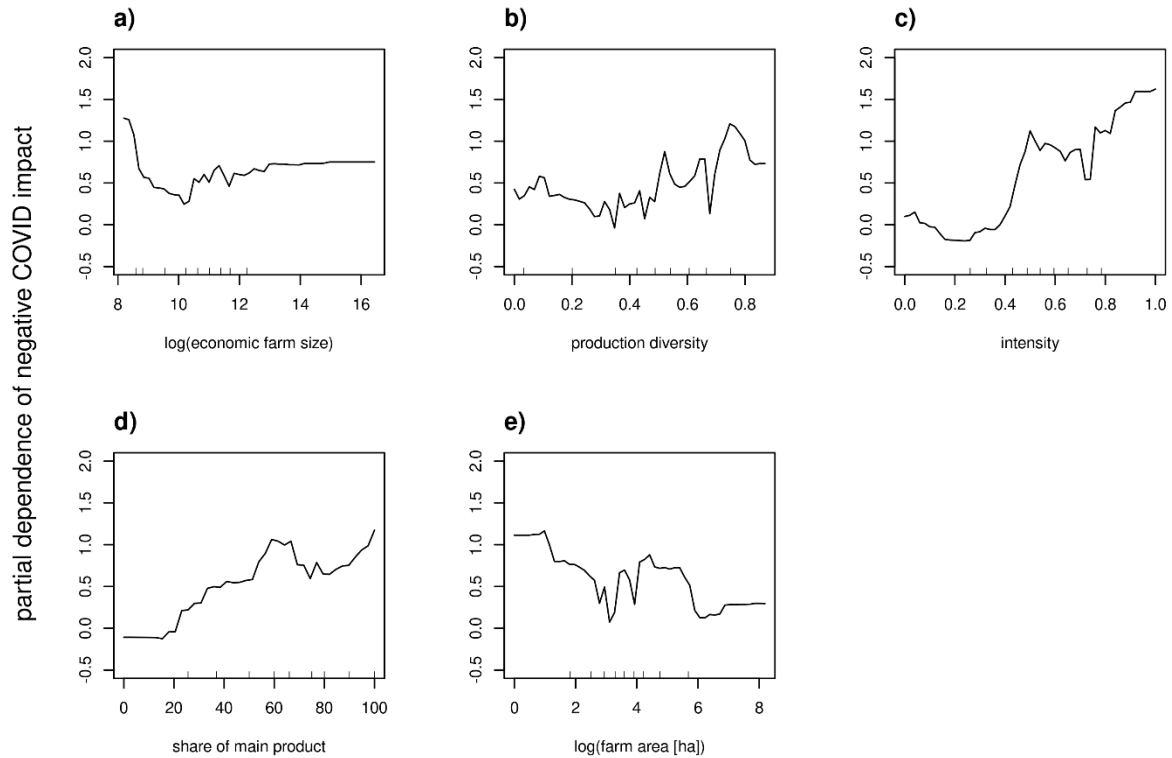 partial dependence of negative COVID impact
a)
2.0
1.5
1.0
0.5
0.0
-0.5
8 10 12 14 16
log(economic farm size)
b)
2.0
1.5
1.0
0.5
0.0
-0.5
0.0 0.2 0.4 0.6 0.8
production diversity
c)
2.0
1.5
1.0
0.5
0.0
-0.5
0.0 0.2 0.4 0.6 0.8 1.0
intensity
d)
2.0
1.5
1.0
0.5
0.0
-0.5
0 20 40 60 80 100
share of main product
e)
2.0
1.5
1.0
0.5
0.0
-0.5
0 2 4 6 8
log(farm area [ha])